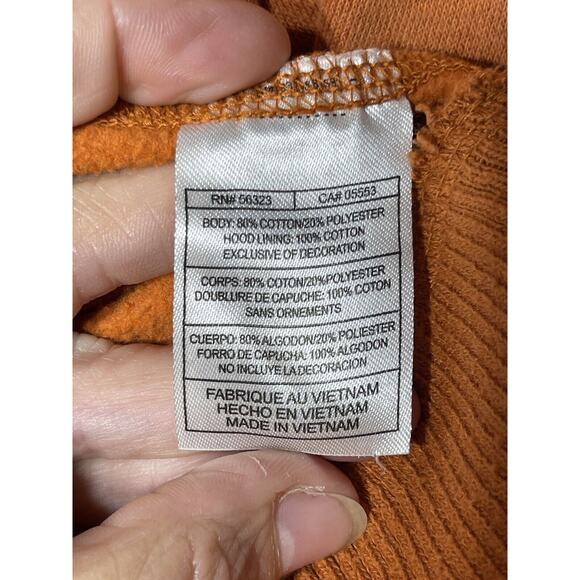 RN# 56323 CA# 05553
BODY: 80% COTTON/20% POLYESTER
HOOD LINING: 100% COTTON
EXCLUSIVE OF DECORATION
CORPS: 80% COTON/20%POLYESTER
DOUBLURE DE CAPUCHE: 100% COTON
SANS ORNEMENTS
CUERPO: 80% ALGODON/20% POLIESTER
FORRO DE CAPUCHA: 100% ALGODON
NO INCLUYE LA DECORACION
FABRIQUE AU VIETNAM
HECHO EN VIETNAM
MADE IN VIETNAM